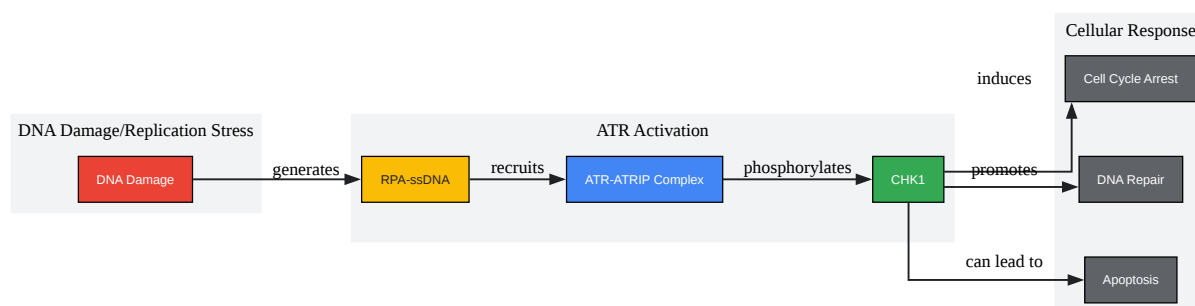 Cellular Response
induces
Cell Cycle Arrest
DNA Damage/Replication Stress
ATR Activation
DNA Damage
generates
RPA-ssDNA
recruits
ATR-ATRIP Complex
phosphorylates
CHK1
promotes
DNA Repair
can lead to
Apoptosis